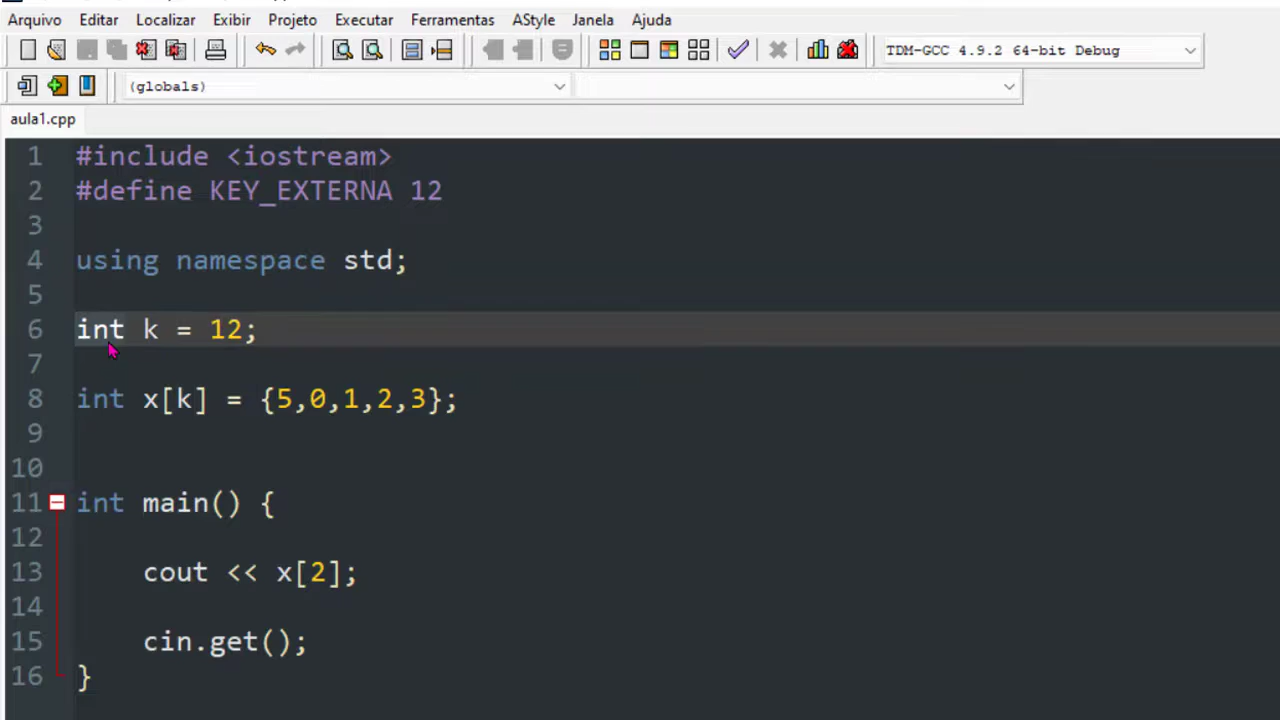 Arquivo Editar Localizar Exibir Projeto Executar Ferramentas AStyle Janela Ajuda
TDM-GCC 4.9.2 64-bit Debug
(globals)
aula1.cpp
1 #include <iostream>
2 #define KEY_EXTERNA 12
3
4 using namespace std;
5
6 int k = 12;
7
8 int x[k] = {5,0,1,2,3};
9
10
11 int main() {
12
13 cout << x[2];
14
15 cin.get();
16 }